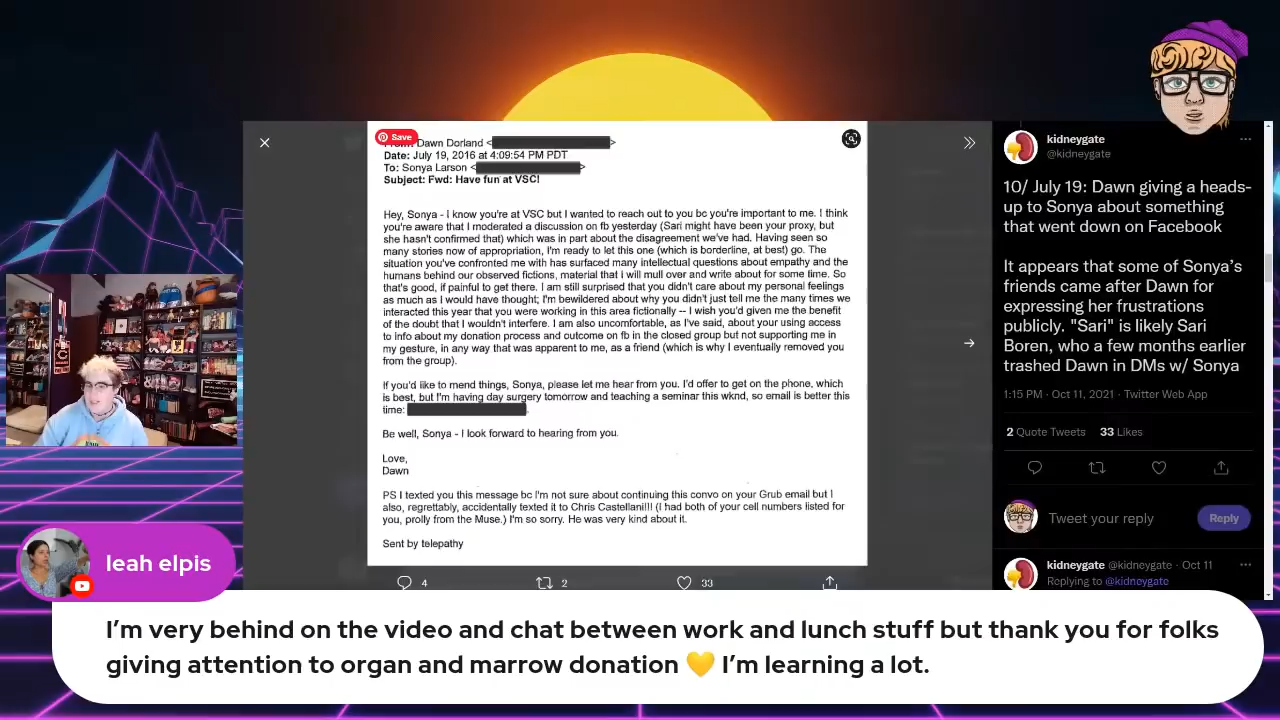 Save
From: Dawn Dorland <
Date: July 19, 2016 at 4:09:54 PM PDT
To: Sonya Larson <
Subject: Fwd: Have fun at VSC!
Hey, Sonya - I know you're at VSC but I wanted to reach out to you bc you're important to me. I think
you're aware that I moderated a discussion on fb yesterday (Sari might have been your proxy, but
she hasn't confirmed that) which was in part about the disagreement we've had. Having seen so
many stories now of appropriation, I'm ready to let this one (which is borderline, at best) go. The
situation you've confronted me with has surfaced many intellectual questions about empathy and the
humans behind our observed fictions, material that I will mull over and write about for some time. So
that's good, if painful to get there. I am still surprised that you didn't care about my personal feelings
as much as I would have thought; I'm bewildered about why you didn't just tell me the many times we
interacted this year that you were working in this area fictionally -- I wish you'd given me the benefit
of the doubt that I wouldn't interfere. I am also uncomfortable, as I've said, about your using access
to info about my donation process and outcome on fb in the closed group but not supporting me in
my gesture, in any way that was apparent to me, as a friend (which is why I eventually removed you
from the group).
If you'd like to mend things, Sonya, please let me hear from you. I'd offer to get on the phone, which
is best, but I'm having day surgery tomorrow and teaching a seminar this wknd, so email is better this
time:
Be well, Sonya - I look forward to hearing from you.
Love,
Dawn
PS I texted you this message bc I'm not sure about continuing this convo on your Grub email but I
also, regrettably, accidentally texted it to Chris Castellani!!! (I had both of your cell numbers listed for
you, prolly from the Muse.) I'm so sorry. He was very kind about it.
Sent by telepathy
4
2
33
kidneygate
@kidneygate
10/ July 19: Dawn giving a heads-
up to Sonya about something
that went down on Facebook
It appears that some of Sonya's
friends came after Dawn for
expressing her frustrations
publicly. "Sari" is likely Sari
Boren, who a few months earlier
trashed Dawn in DMs w/ Sonya
1:15 PM · Oct 11, 2021 · Twitter Web App
2 Quote Tweets 33 Likes
Tweet your reply
Reply
kidneygate @kidneygate · Oct 11
Replying to @kidneygate
leah elpis
I'm very behind on the video and chat between work and lunch stuff but thank you for folks
giving attention to organ and marrow donation 💛 I'm learning a lot.